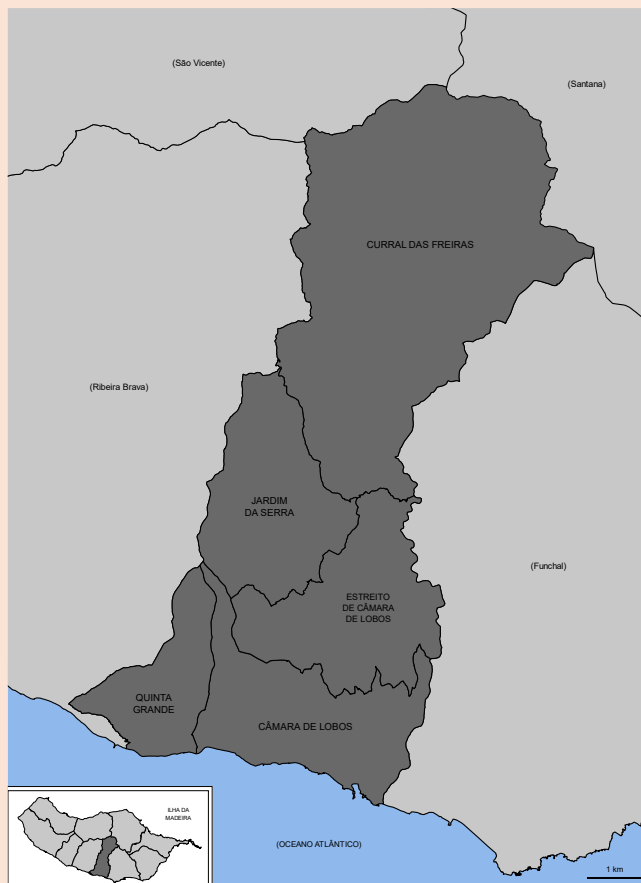 (São Vicente)
(Santana)
CURRAL DAS FREIRAS
(Ribeira Brava)
JARDIM
DA SERRA
(Funchal)
ESTREITO
DE CÂMARA
DE LOBOS
QUINTA
GRANDE
CÂMARA DE LOBOS
ILHA DA
MADEIRA
(OCEANO ATLÂNTICO)
1 km